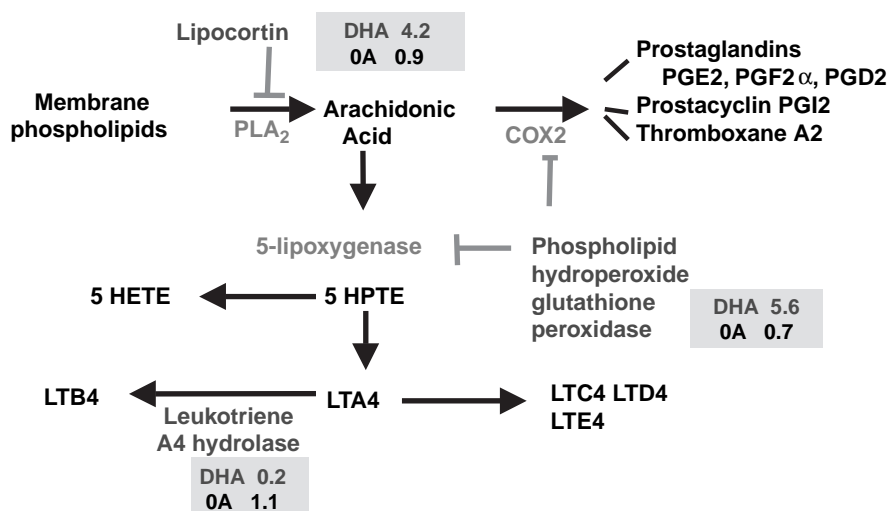 Lipocortin
DHA 4.2
0A 0.9
Membrane
phospholipids
PLA2
Arachidonic
Acid
COX2
Prostaglandins
PGE2, PGF2 α, PGD2
Prostacyclin PGI2
Thromboxane A2
5-lipoxygenase
Phospholipid
hydroperoxide
glutathione
peroxidase
DHA 5.6
0A 0.7
5 HETE
5 HPTE
LTB4
Leukotriene
A4 hydrolase
DHA 0.2
0A 1.1
LTA4
LTC4 LTD4
LTE4